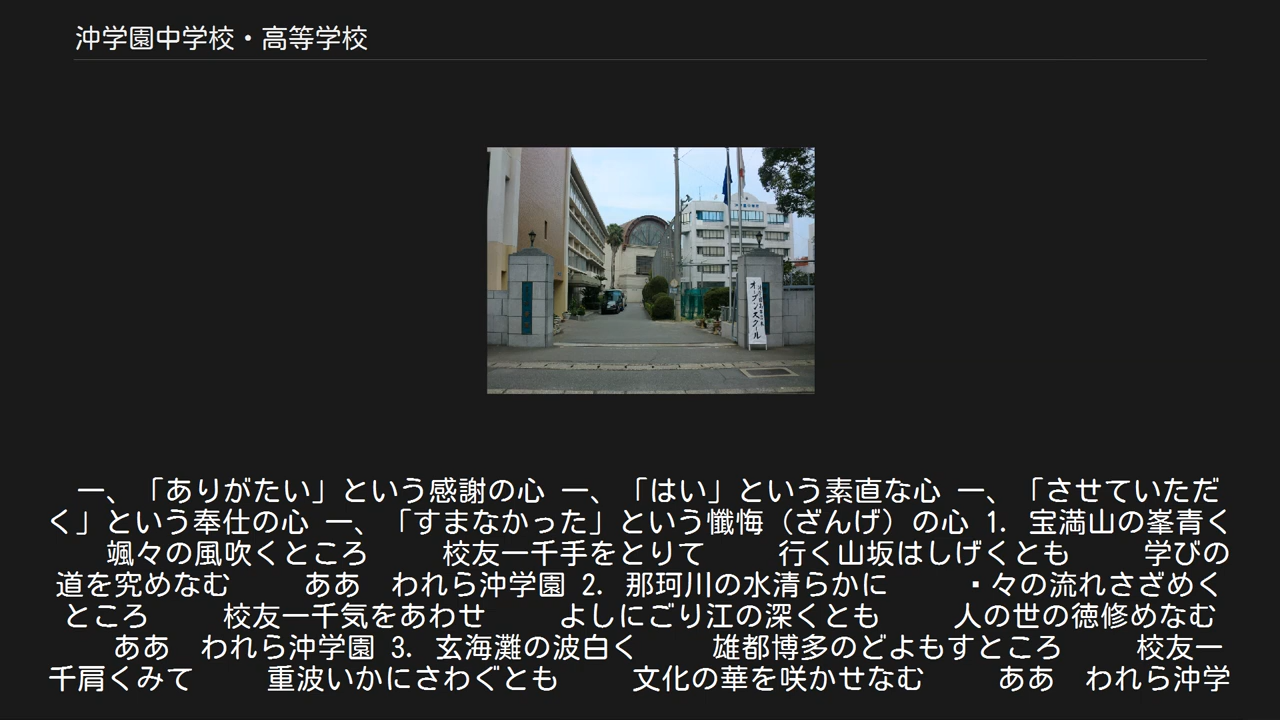 沖学園中学校・高等学校
オープンスクール
一、「ありがたい」という感謝の心 一、「はい」という素直な心 一、「させていただ
く」という奉仕の心 一、「すまなかった」という懺悔（ざんげ）の心 1. 宝満山の峯青く
颯々の風吹くところ　　校友一千手をとりて　　行く山坂はしげくとも　　学びの
道を究めなむ　　ああ　われら沖学園 2. 那珂川の水清らかに　　・々の流れさざめく
ところ　　校友一千気をあわせ　　よしにごり江の深くとも　　人の世の徳修めなむ
ああ　われら沖学園 3. 玄海灘の波白く　　雄都博多のどよもすところ　　校友一
千肩くみて　　重波いかにさわぐとも　　文化の華を咲かせなむ　　ああ　われら沖学